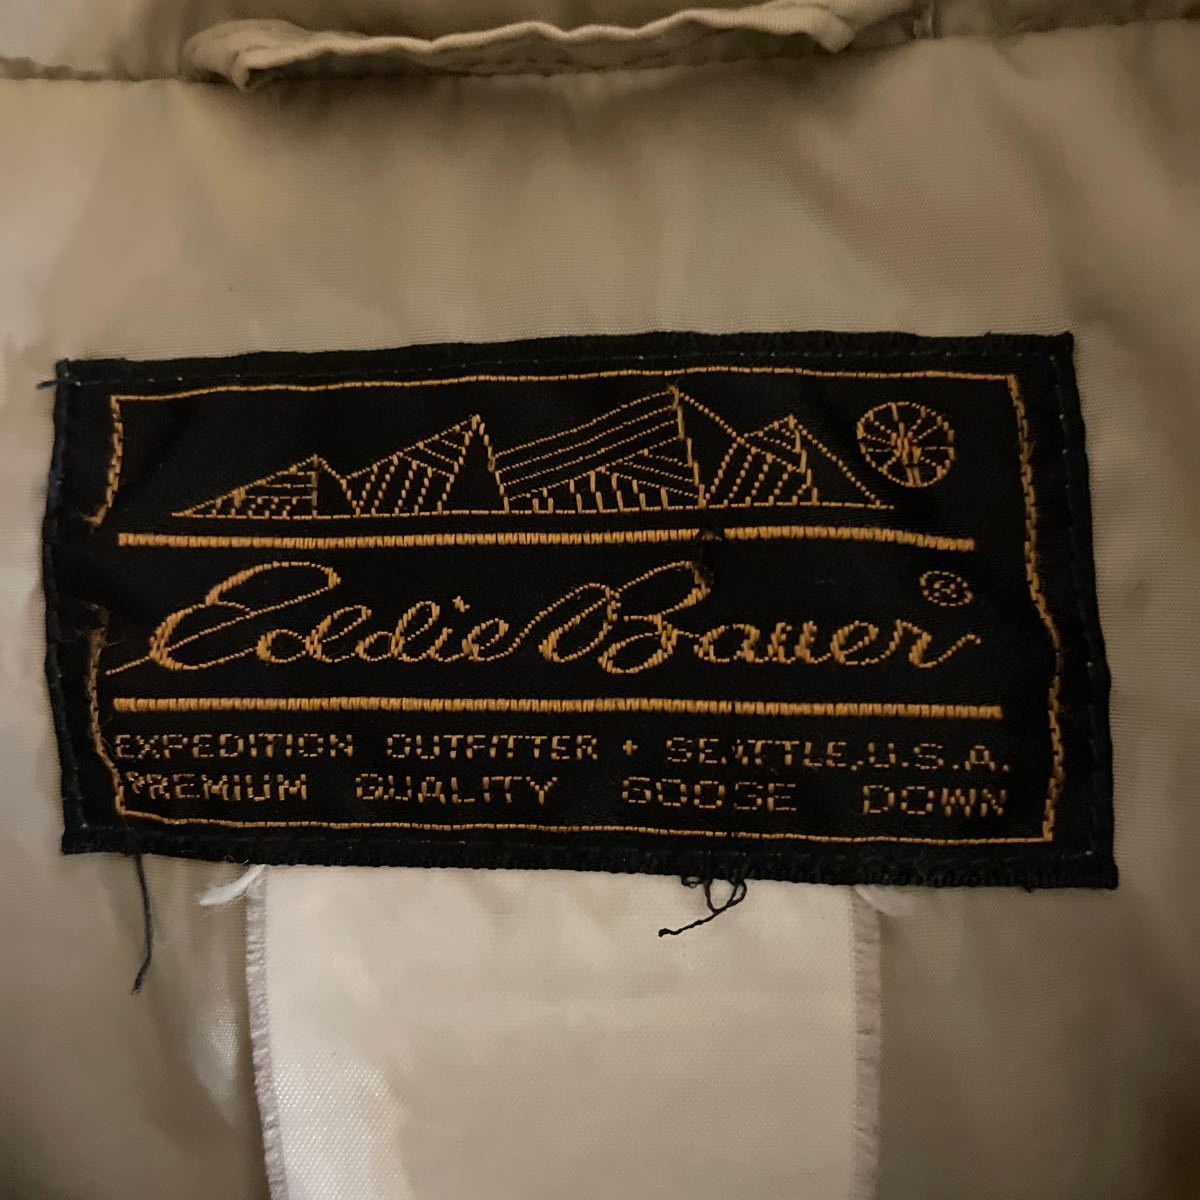 Eddie Bauer ®
EXPEDITION OUTFITTER • SEATTLE, U.S.A.
PREMIUM QUALITY GOOSE DOWN